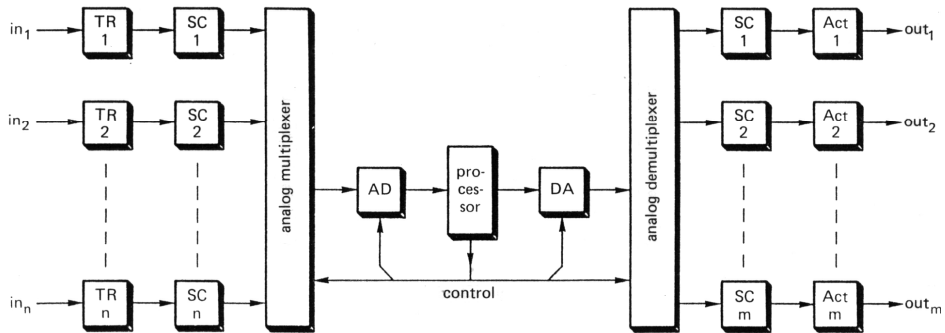 in1 TR 1 SC 1 SC 1 Act 1 out1
in2 TR 2 SC 2 SC 2 Act 2 out2
analog multiplexer
AD
pro-
ces-
sor
DA
analog demultiplexer
control
inn TR n SC n SC m Act m outm